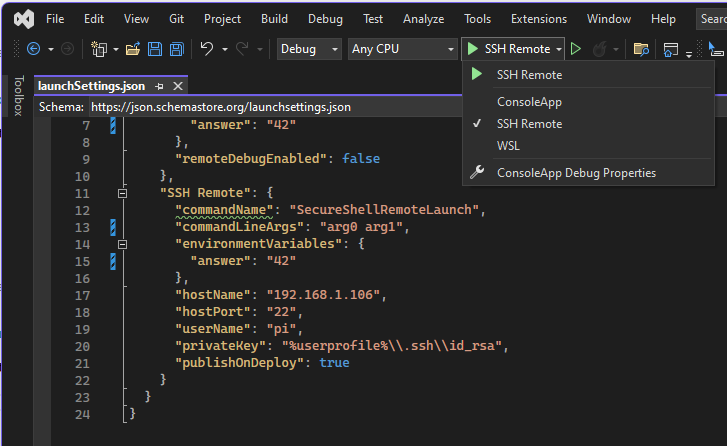 File Edit View Git Project Build Debug Test Analyze Tools Extensions Window Help Sear
Debug Any CPU SSH Remote
SSH Remote
ConsoleApp
SSH Remote
WSL
ConsoleApp Debug Properties
Toolbox
launchSettings.json
Schema: https://json.schemastore.org/launchsettings.json
7 "answer": "42"
8 },
9 "remoteDebugEnabled": false
10 },
11 "SSH Remote": {
12 "commandName": "SecureShellRemoteLaunch",
13 "commandLineArgs": "arg0 arg1",
14 "environmentVariables": {
15 "answer": "42"
16 },
17 "hostName": "192.168.1.106",
18 "hostPort": "22",
19 "userName": "pi",
20 "privateKey": "%userprofile%\\.ssh\\id_rsa",
21 "publishOnDeploy": true
22 }
23 }
24 }